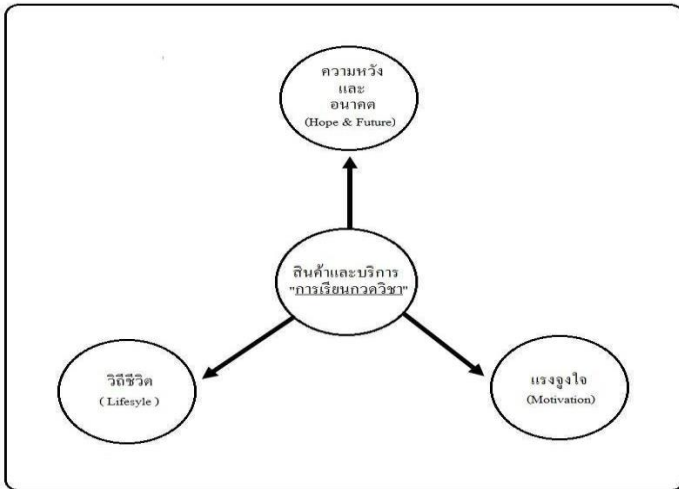 ความหวัง
และ
อนาคต
(Hope & Future)
สินค้าและบริการ
"การเรียนกวดวิชา"
วิถีชีวิต
( Lifesyle )
แรงจูงใจ
(Motivation)